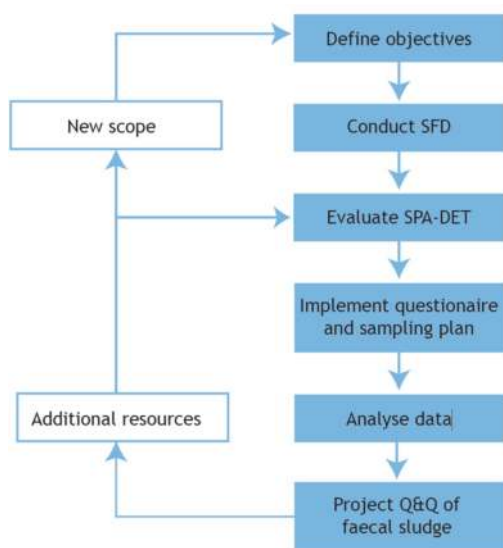 Define objectives
New scope
Conduct SFD
Evaluate SPA-DET
Implement questionaire
and sampling plan
Additional resources
Analyse data
Project Q&Q of
faecal sludge